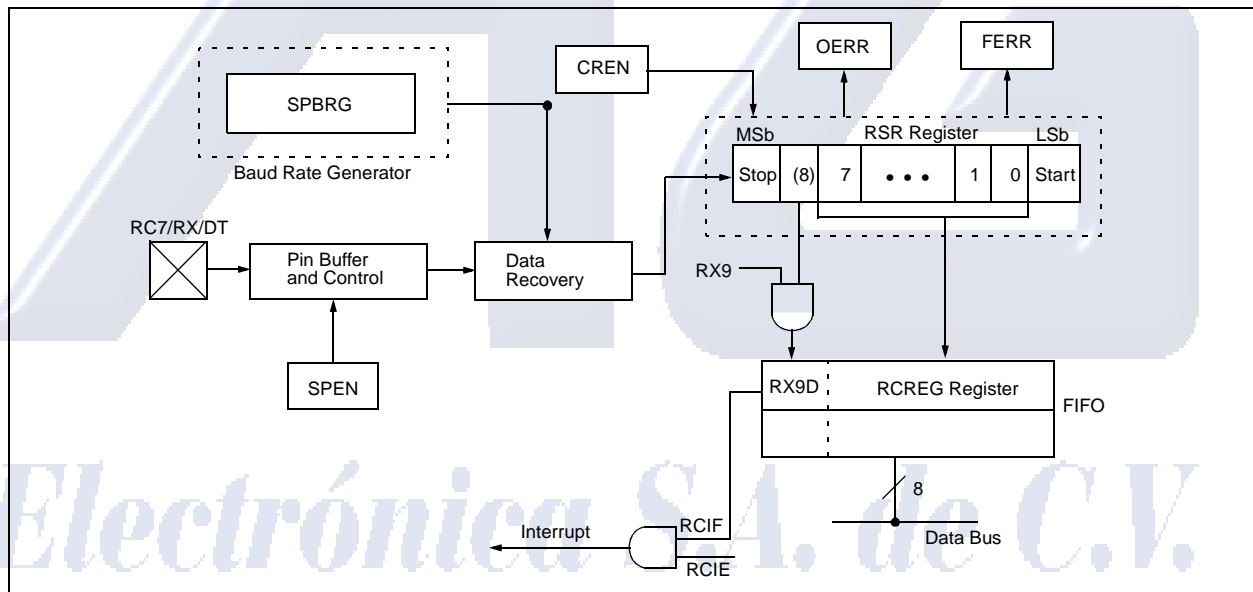 OERR
FERR
CREN
SPBRG
Baud Rate Generator
MSb
RSR Register
LSb
Stop (8) 7 • • • 1 0 Start
RC7/RX/DT
Pin Buffer
and Control
Data
Recovery
RX9
SPEN
RX9D
RCREG Register
FIFO
8
Data Bus
Interrupt
RCIF
RCIE
Electrónica S.A. de C.V.